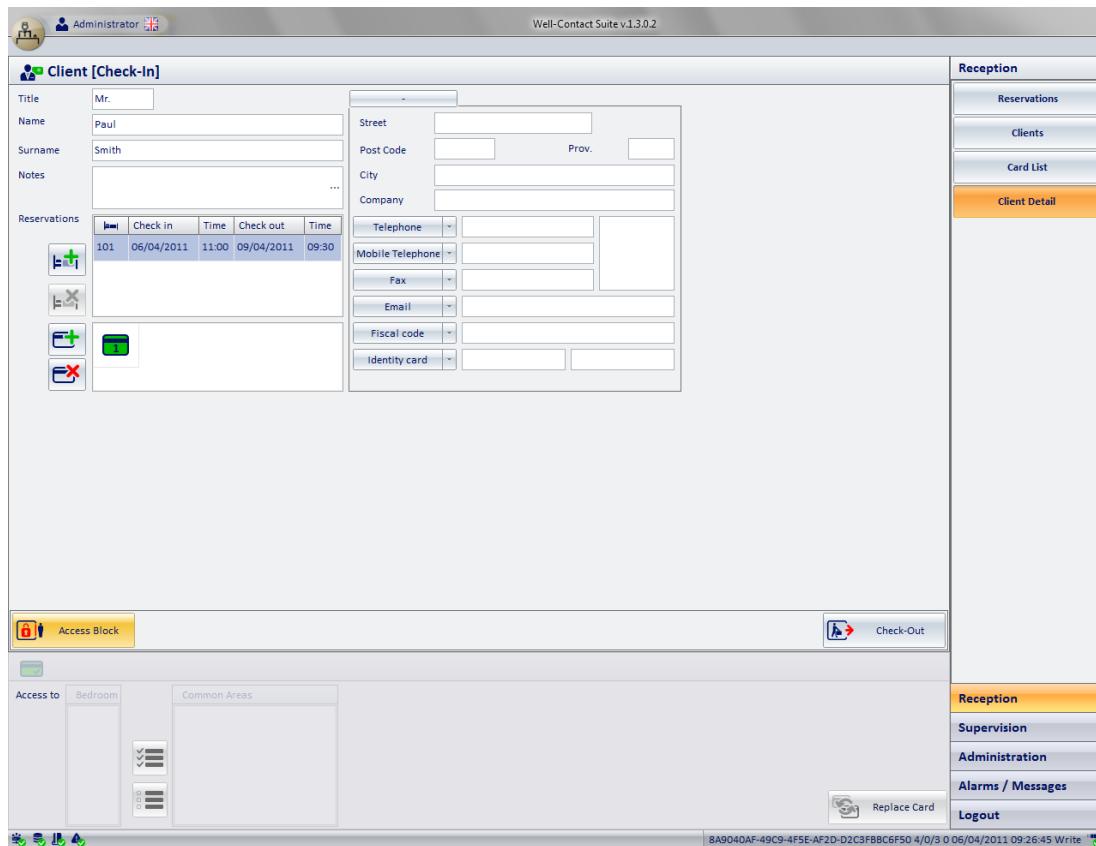 Administrator
Well-Contact Suite v.1.3.0.2
Client [Check-In]
Title Mr.
Name Paul
Surname Smith
Notes ...
Reservations
Check in Time Check out Time
101 06/04/2011 11:00 09/04/2011 09:30
1
-
Street
Post Code Prov.
City
Company
Telephone
Mobile Telephone
Fax
Email
Fiscal code
Identity card
Access Block
Check-Out
Access to Bedroom Common Areas
Replace Card
Reception
Reservations
Clients
Card List
Client Detail
Reception
Supervision
Administration
Alarms / Messages
Logout
8A9040AF-49C9-4F5E-AF2D-D2C3FBBC6F50 4/0/3 0 06/04/2011 09:26:45 Write